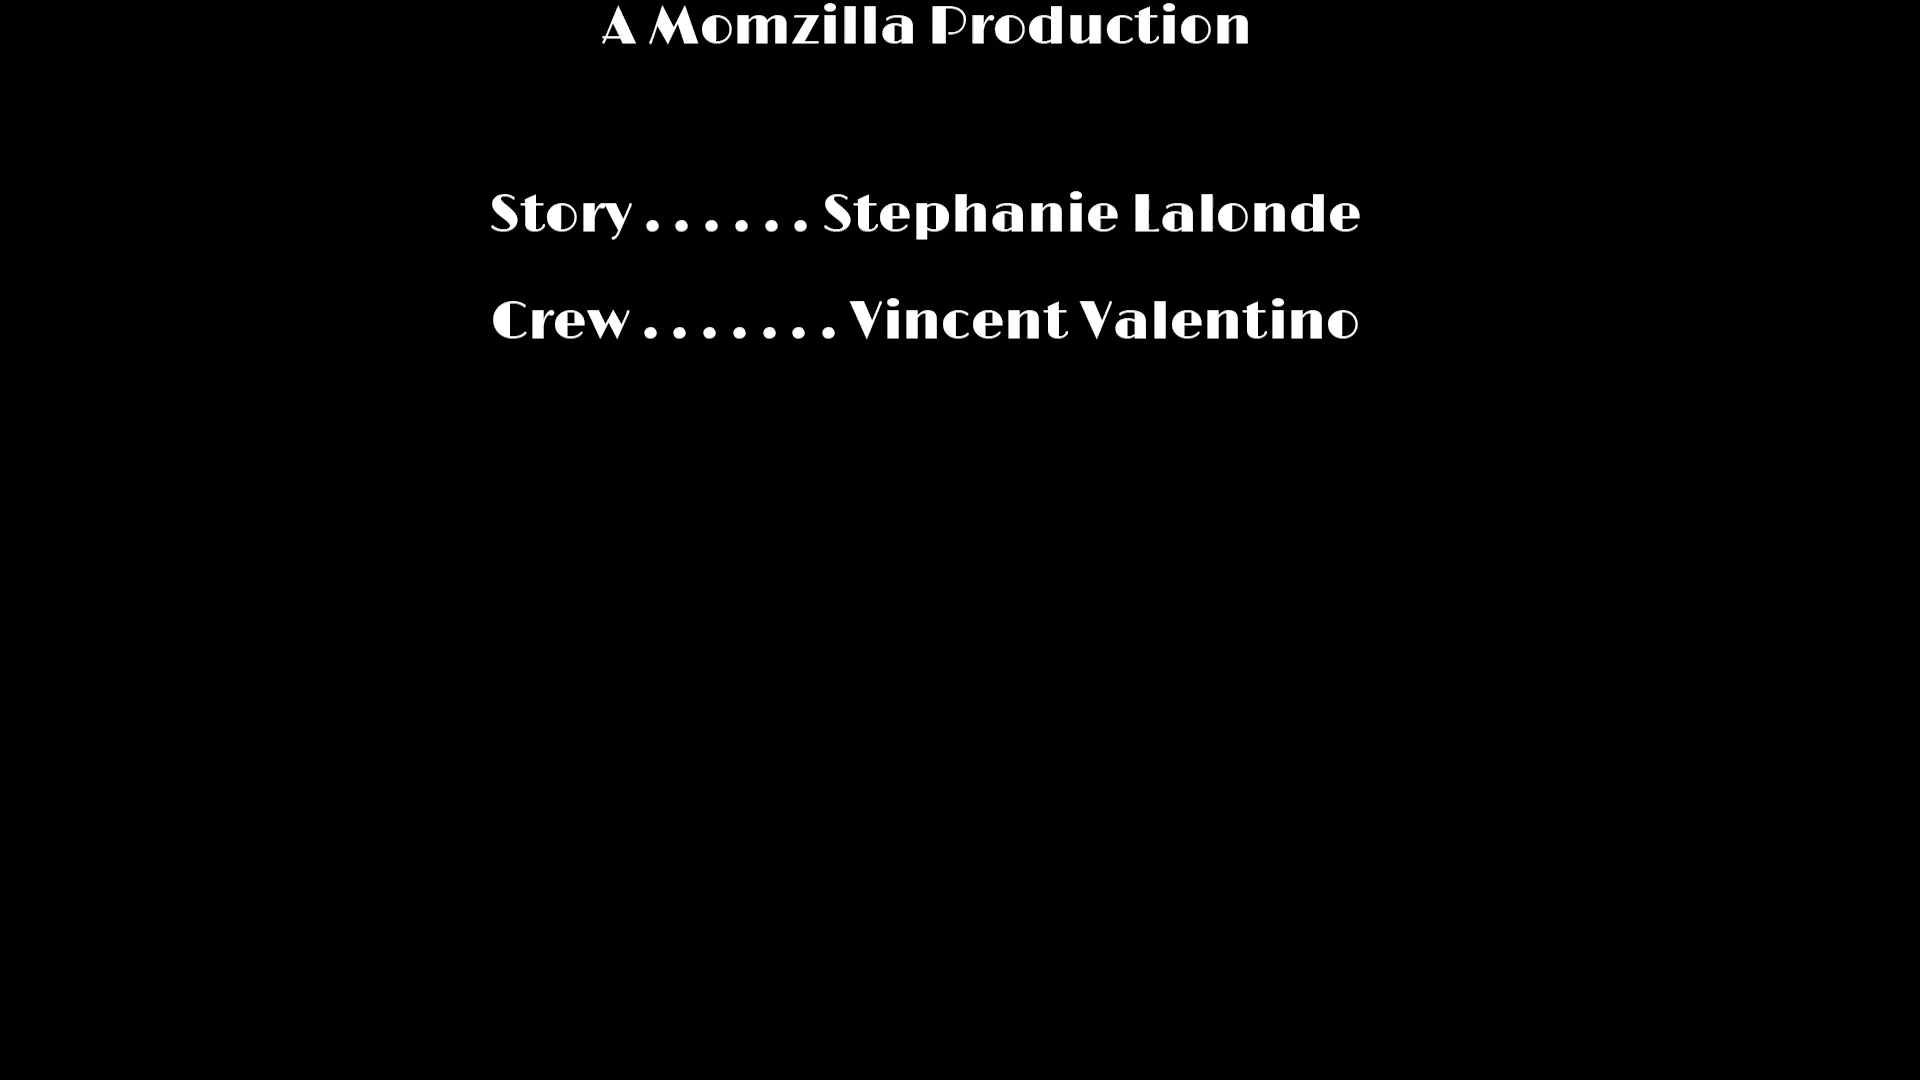 A Momzilla Production
Story . . . . . . Stephanie Lalonde
Crew . . . . . . . Vincent Valentino